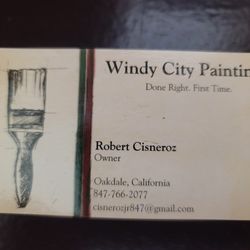 Windy City Paintin
Done Right. First Time.
Robert Cisneroz
Owner
Oakdale, California
847-766-2077
cisnerozjr847@gmail.com